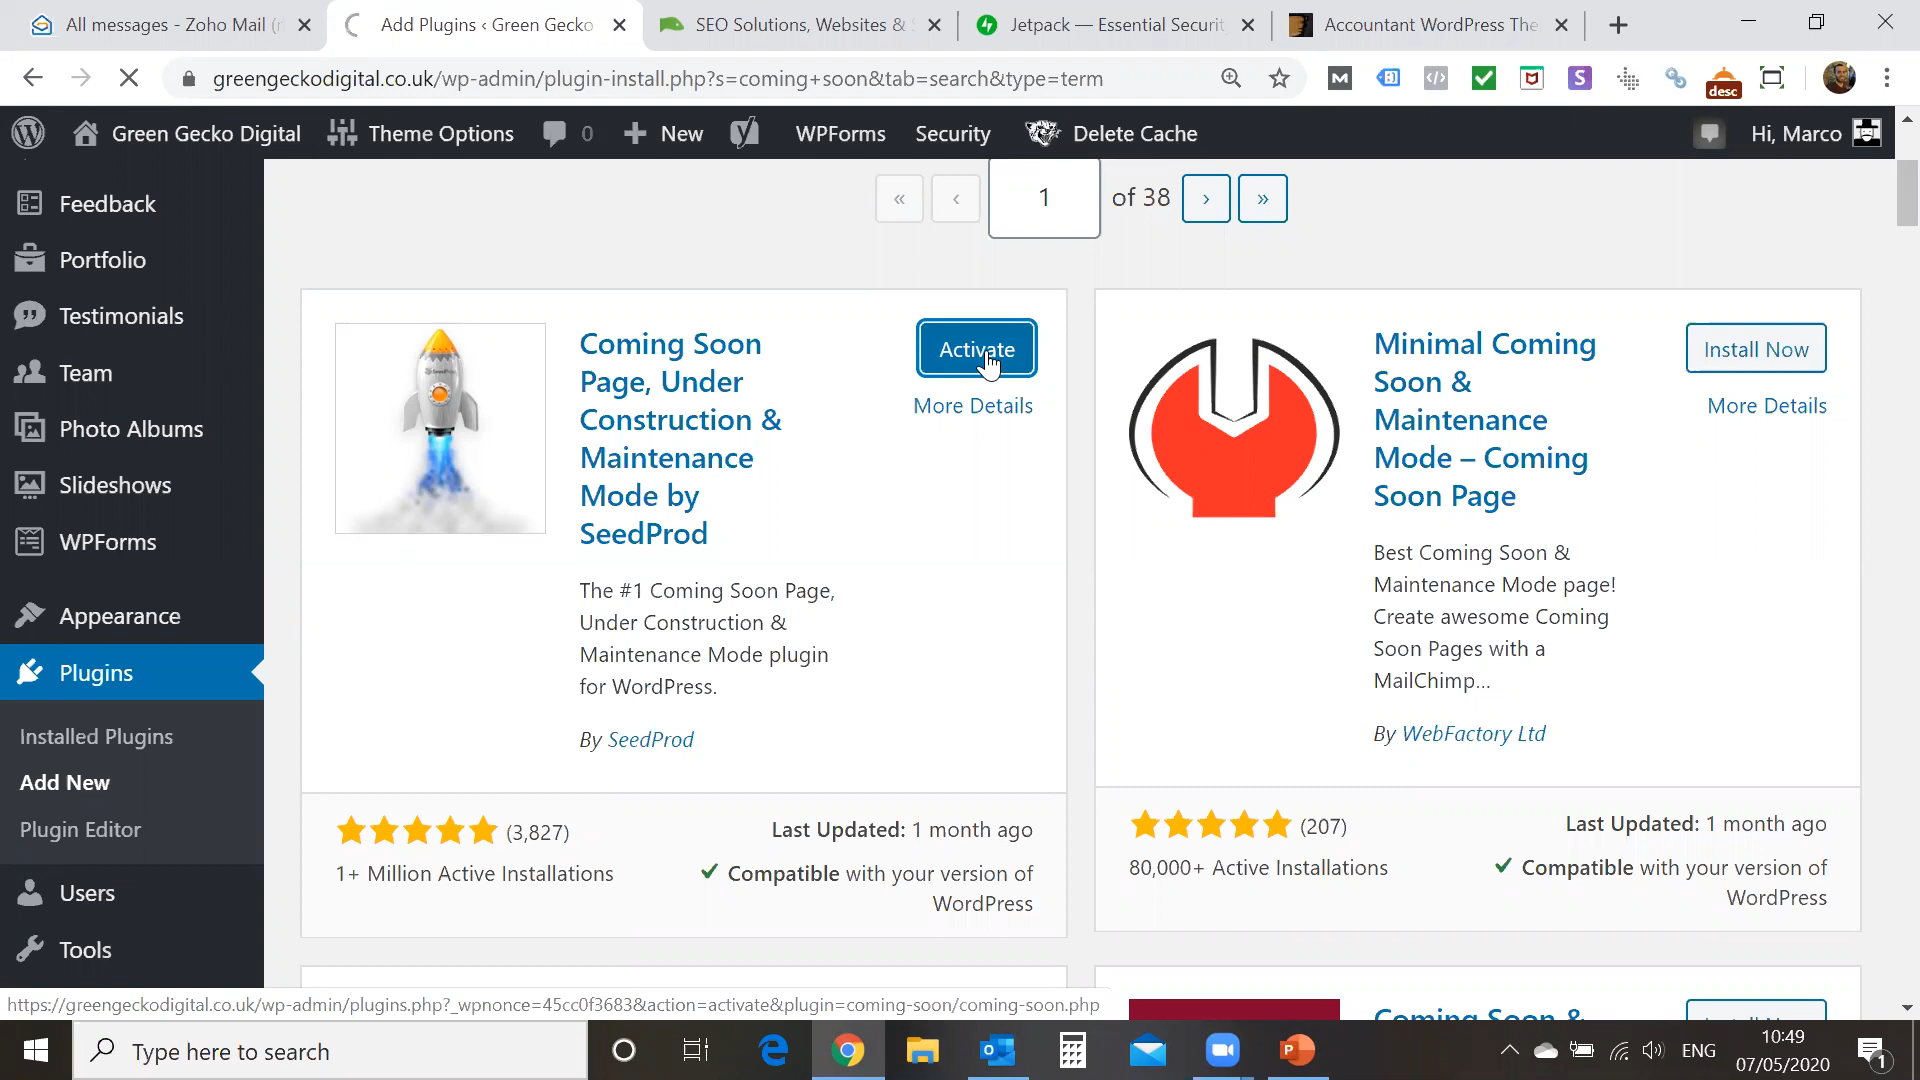 All messages - Zoho Mail (
Add Plugins ‹ Green Gecko
SEO Solutions, Websites &
Jetpack — Essential Securit
Accountant WordPress The
greengeckodigital.co.uk/wp-admin/plugin-install.php?s=coming+soon&tab=search&type=term
desc
Green Gecko Digital
Theme Options
0
New
WPForms
Security
Delete Cache
Hi, Marco
Feedback
Portfolio
Testimonials
Team
Photo Albums
Slideshows
WPForms
Appearance
Plugins
Installed Plugins
Add New
Plugin Editor
Users
Tools
« ‹ 1 of 38 › »
Coming Soon
Page, Under
Construction &
Maintenance
Mode by
SeedProd
Activate
More Details
The #1 Coming Soon Page,
Under Construction &
Maintenance Mode plugin
for WordPress.
By SeedProd
(3,827)
1+ Million Active Installations
Last Updated: 1 month ago
Compatible with your version of
WordPress
Minimal Coming
Soon &
Maintenance
Mode – Coming
Soon Page
Install Now
More Details
Best Coming Soon &
Maintenance Mode page!
Create awesome Coming
Soon Pages with a
MailChimp...
By WebFactory Ltd
(207)
80,000+ Active Installations
Last Updated: 1 month ago
Compatible with your version of
WordPress
Coming Soon &
https://greengeckodigital.co.uk/wp-admin/plugins.php?_wpnonce=45cc0f3683&action=activate&plugin=coming-soon/coming-soon.php
Type here to search
ENG
10:49
07/05/2020
1